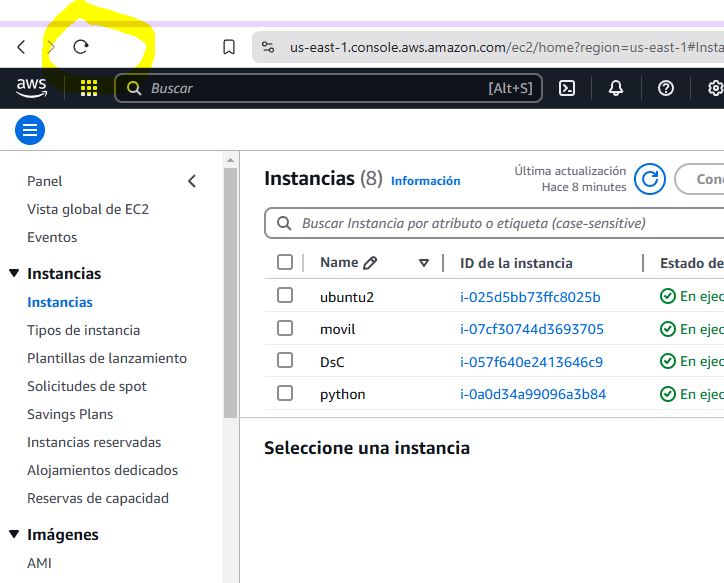 us-east-1.console.aws.amazon.com/ec2/home?region=us-east-1#Insta
aws
Buscar [Alt+S]
Panel
Vista global de EC2
Eventos
Instancias
Instancias
Tipos de instancia
Plantillas de lanzamiento
Solicitudes de spot
Savings Plans
Instancias reservadas
Alojamientos dedicados
Reservas de capacidad
Imágenes
AMI
Instancias (8) Información
Última actualización
Hace 8 minutes
Con
Buscar Instancia por atributo o etiqueta (case-sensitive)
Name ID de la instancia Estado de
ubuntu2 i-025d5bb73ffc8025b En ejec
movil i-07cf30744d3693705 En ejec
DsC i-057f640e2413646c9 En ejec
python i-0a0d34a99096a3b84 En ejec
Seleccione una instancia